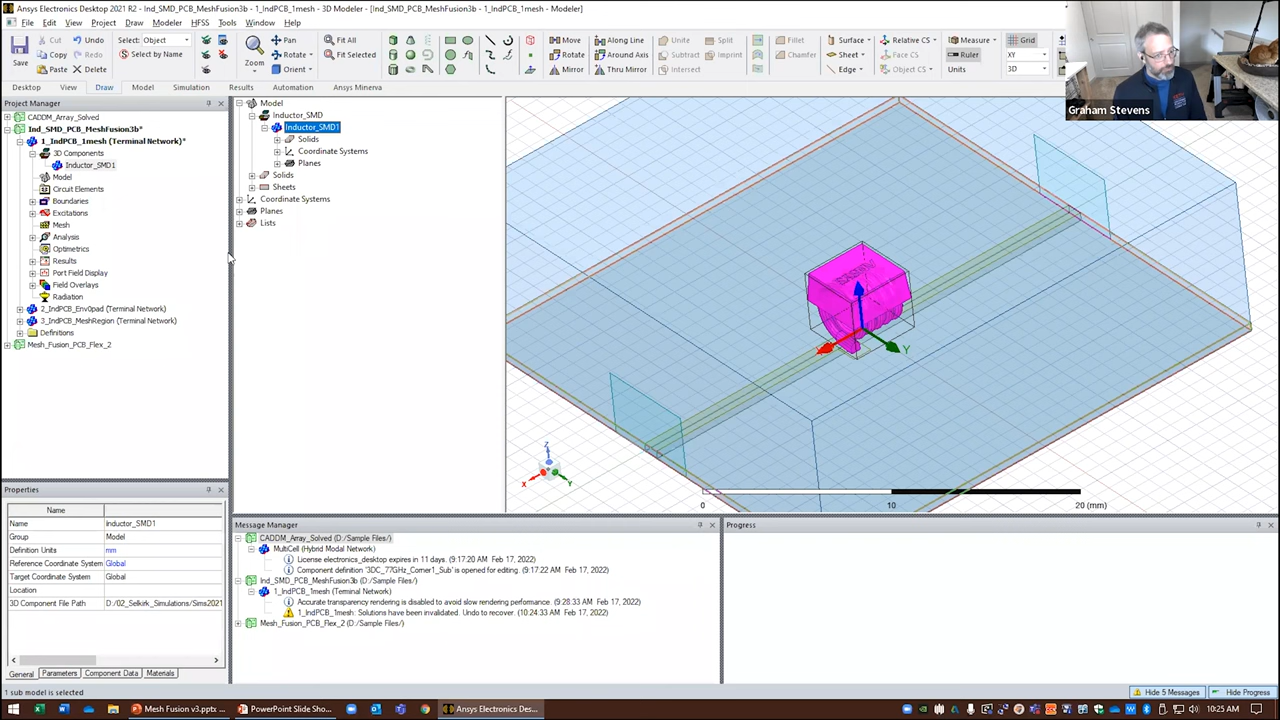 Ansys Electronics Desktop 2021 R2 - Ind_SMD_PCB_MeshFusion3b - 1_IndPCB_1mesh - 3D Modeler - [Ind_SMD_PCB_MeshFusion3b - 1_IndPCB_1mesh - Modeler]
File Edit View Project Draw Modeler HFSS Tools Window Help
Save
Cut Undo
Copy Redo
Paste Delete
Select: Object
Select by Name
Zoom
Pan
Rotate
Orient
Fit All
Fit Selected
Move Along Line
Rotate Around Axis
Mirror Thru Mirror
Unite Split
Subtract Imprint
Intersect
Fillet
Chamfer
Surface
Sheet
Edge
Relative CS
Face CS
Object CS
Measure
Ruler
Units
Grid
XY
3D
Desktop View Draw Model Simulation Results Automation Ansys Minerva
Graham Stevens
Project Manager
CADDM_Array_Solved
Ind_SMD_PCB_MeshFusion3b*
1_IndPCB_1mesh (Terminal Network)*
3D Components
Inductor_SMD1
Model
Circuit Elements
Boundaries
Excitations
Mesh
Analysis
Optimetrics
Results
Port Field Display
Field Overlays
Radiation
2_IndPCB_Env0pad (Terminal Network)
3_IndPCB_MeshRegion (Terminal Network)
Definitions
Mesh_Fusion_PCB_Flex_2
Model
Inductor_SMD
Inductor_SMD1
Solids
Coordinate Systems
Planes
Solids
Sheets
Coordinate Systems
Planes
Lists
ANSYS
Y
Z
X
Y
0 10 20 (mm)
Properties
Name
Name Inductor_SMD1
Group Model
Definition Units mm
Reference Coordinate System Global
Target Coordinate System Global
Location
3D Component File Path D:/02_Selkirk_Simulations/Sims2021
General Parameters Component Data Materials
Message Manager
CADDM_Array_Solved (D:/Sample Files/)
MultiCell (Hybrid Modal Network)
License electronics_desktop expires in 11 days. (9:17:20 AM Feb 17, 2022)
Component definition '3DC_77GHz_Corner1_Sub' is opened for editing. (9:17:22 AM Feb 17, 2022)
Ind_SMD_PCB_MeshFusion3b (D:/Sample Files/)
1_IndPCB_1mesh (Terminal Network)
Accurate transparency rendering is disabled to avoid slow rendering performance. (9:28:33 AM Feb 17, 2022)
1_IndPCB_1mesh: Solutions have been invalidated. Undo to recover. (10:24:33 AM Feb 17, 2022)
Mesh_Fusion_PCB_Flex_2 (D:/Sample Files/)
Progress
1 sub model is selected
Hide 5 Messages
Hide Progress
Mesh Fusion v3.pptx ...
PowerPoint Slide Sho...
Ansys Electronics Des...
10:25 AM